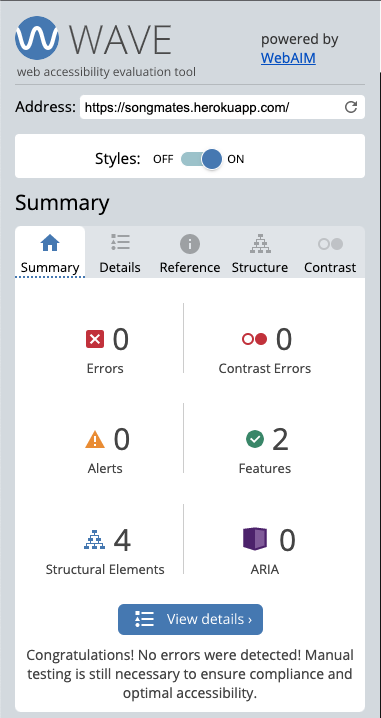 WAVE
web accessibility evaluation tool
powered by
WebAIM
Address: https://songmates.herokuapp.com/
Styles: OFF ON
Summary
Summary Details Reference Structure Contrast
0 0
Errors Contrast Errors
0 2
Alerts Features
4 0
Structural Elements ARIA
View details ›
Congratulations! No errors were detected! Manual
testing is still necessary to ensure compliance and
optimal accessibility.